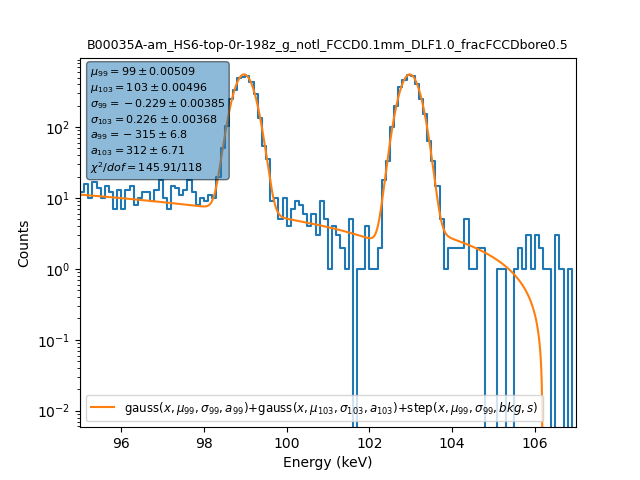 B00035A-am_HS6-top-0r-198z_g_notl_FCCD0.1mm_DLF1.0_fracFCCDbore0.5
μ₉₉ = 99 ± 0.00509
μ₁₀₃ = 103 ± 0.00496
σ₉₉ = −0.229 ± 0.00385
σ₁₀₃ = 0.226 ± 0.00368
a₉₉ = −315 ± 6.8
a₁₀₃ = 312 ± 6.71
χ²/dof = 145.91/118
Counts
10²
10¹
10⁰
10⁻¹
10⁻²
gauss(x, μ₉₉, σ₉₉, a₉₉)+gauss(x, μ₁₀₃, σ₁₀₃, a₁₀₃)+step(x, μ₉₉, σ₉₉, bkg, s)
96 98 100 102 104 106
Energy (keV)